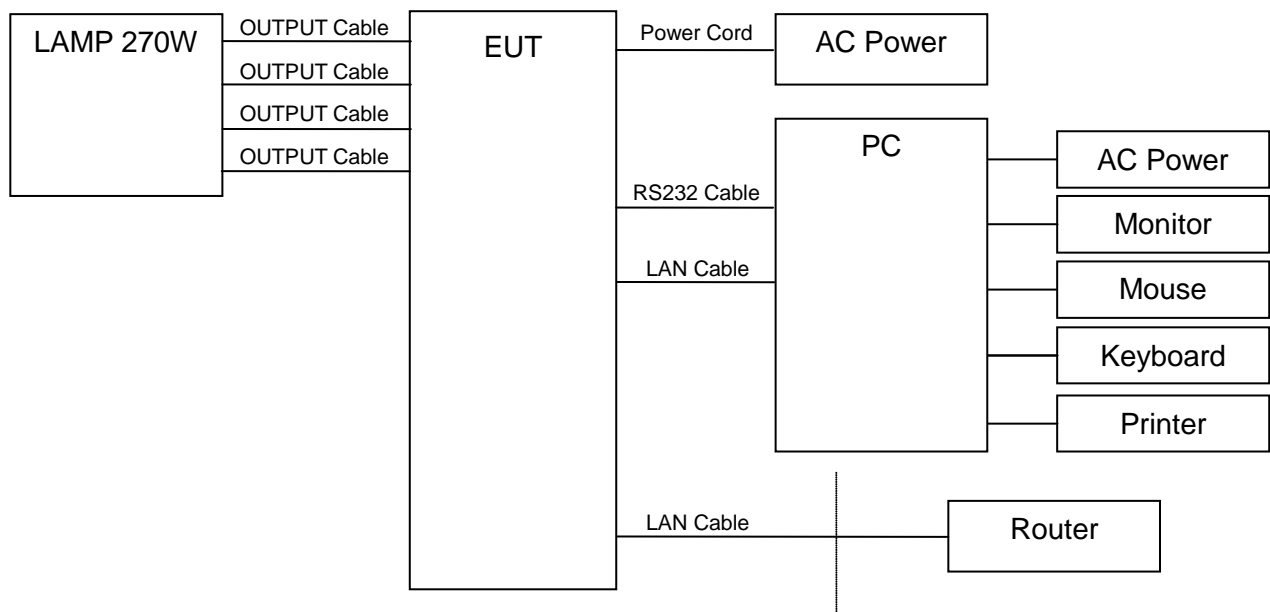 LAMP 270W
OUTPUT Cable
OUTPUT Cable
OUTPUT Cable
OUTPUT Cable
EUT
Power Cord
AC Power
RS232 Cable
LAN Cable
PC
AC Power
Monitor
Mouse
Keyboard
Printer
LAN Cable
Router